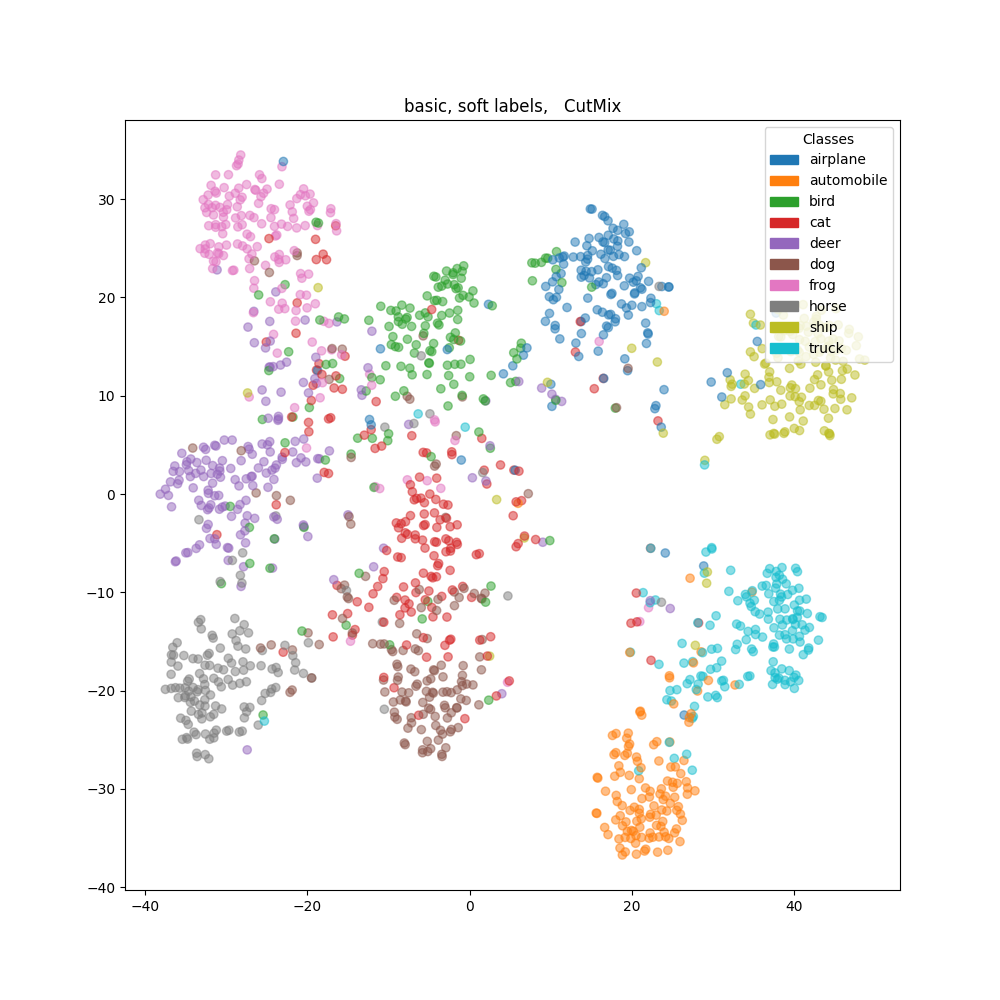 basic, soft labels,   CutMix
Classes
airplane
automobile
bird
cat
deer
dog
frog
horse
ship
truck
30
20
10
0
−10
−20
−30
−40
−40
−20
0
20
40